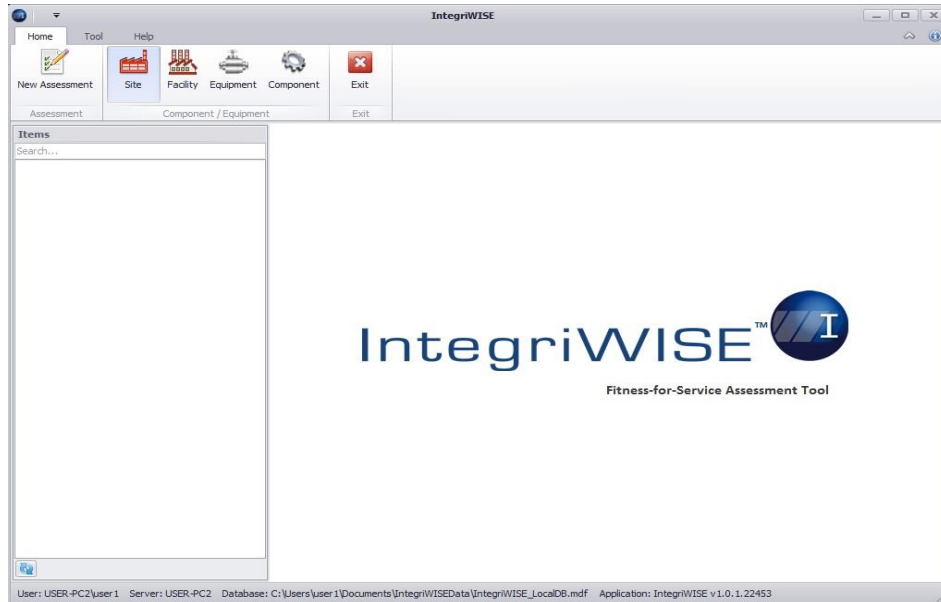 IntegriWISE
Home Tool Help
New Assessment Site Facility Equipment Component Exit
Assessment Component / Equipment Exit
Items
Search...
IntegriWISE™ I
Fitness-for-Service Assessment Tool
User: USER-PC2\user1 Server: USER-PC2 Database: C:\Users\user1\Documents\IntegriWISEData\IntegriWISE_LocalDB.mdf Application: IntegriWISE v1.0.1.22453